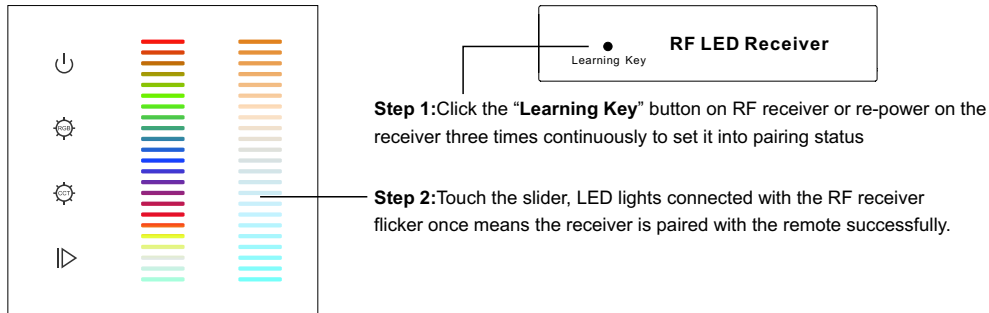 RF LED Receiver
Learning Key
Step 1:Click the “Learning Key” button on RF receiver or re-power on the
receiver three times continuously to set it into pairing status
RGB
CCT
Step 2:Touch the slider, LED lights connected with the RF receiver
flicker once means the receiver is paired with the remote successfully.